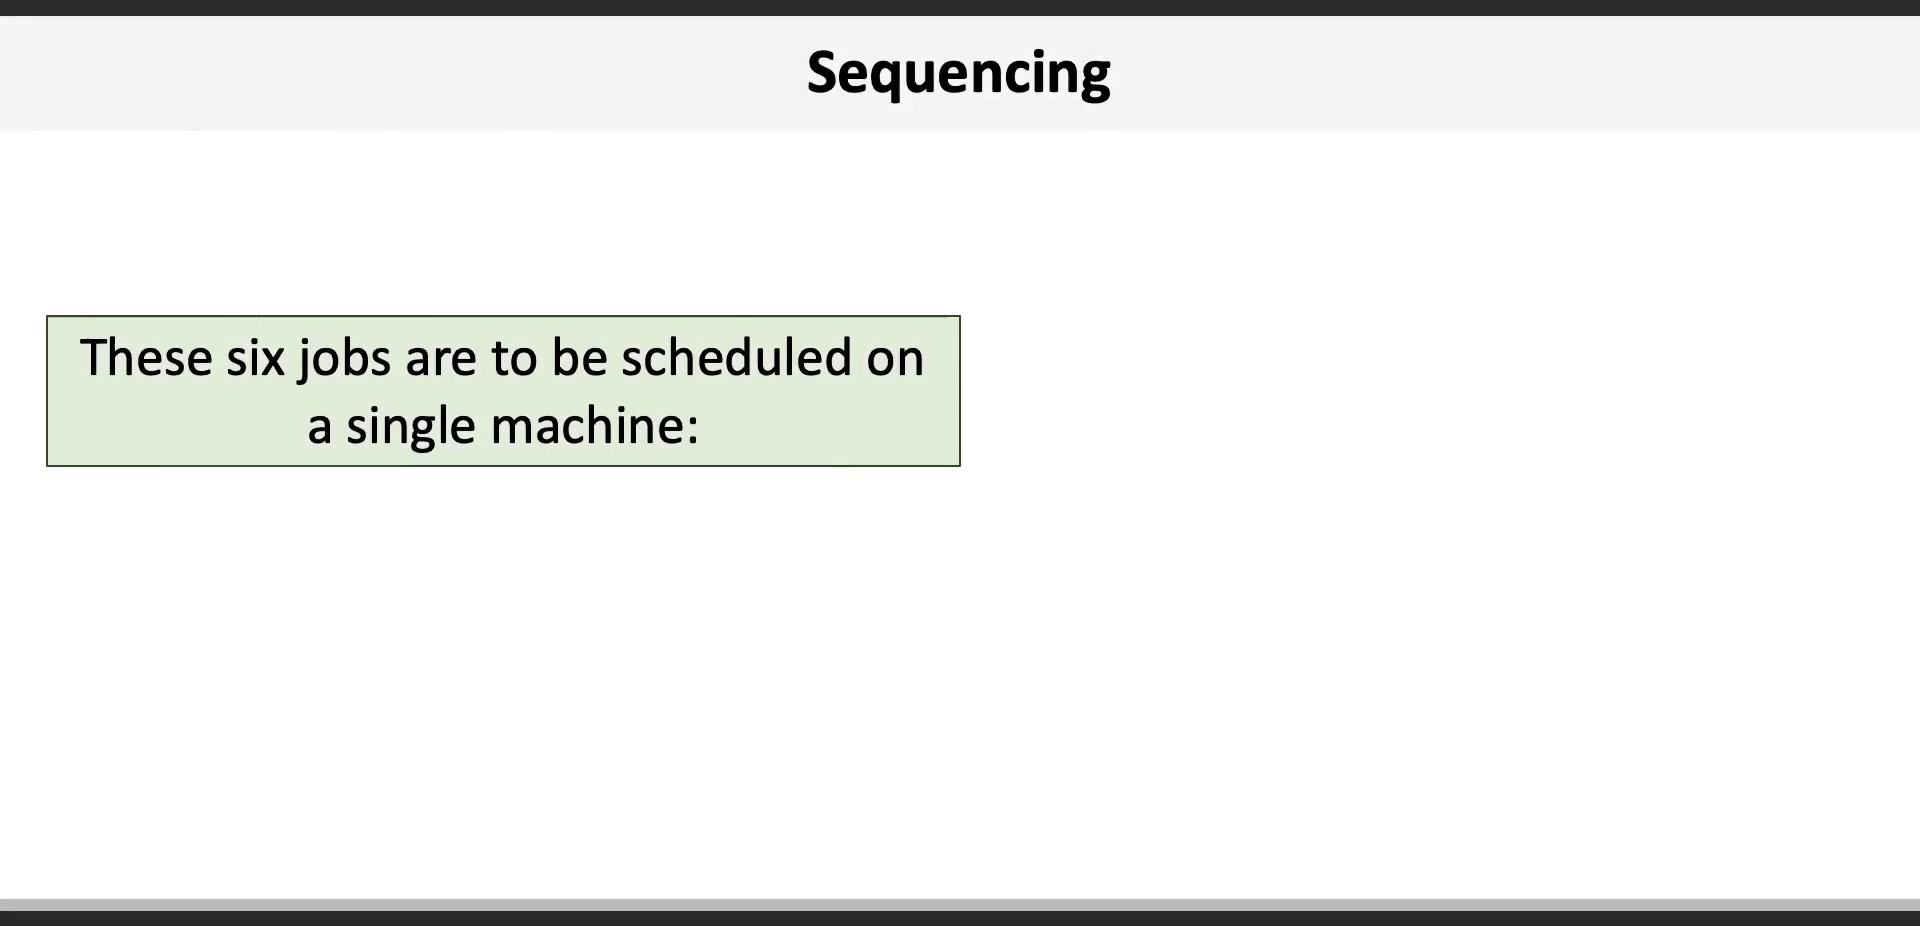 Sequencing
These six jobs are to be scheduled on
a single machine: